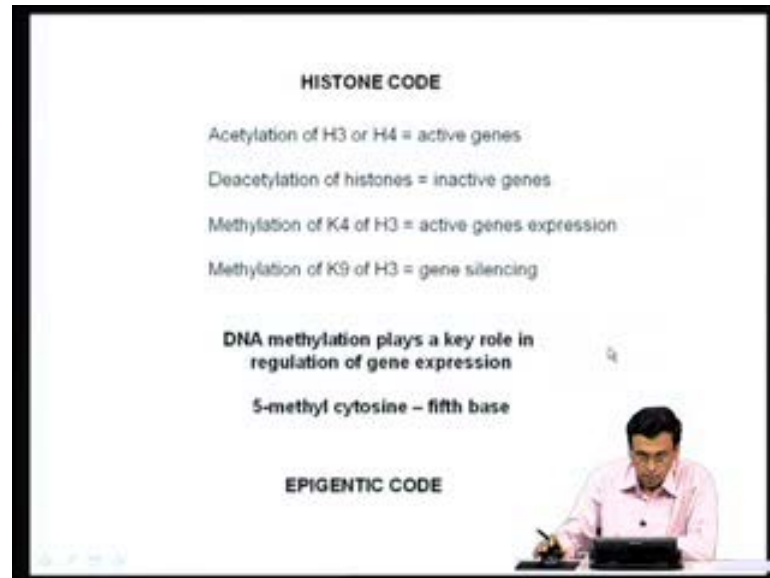 HISTONE CODE
Acetylation of H3 or H4 = active genes
Deacetylation of histones = inactive genes
Methylation of K4 of H3 = active genes expression
Methylation of K9 of H3 = gene silencing
DNA methylation plays a key role in
regulation of gene expression
5-methyl cytosine – fifth base
EPIGENTIC CODE